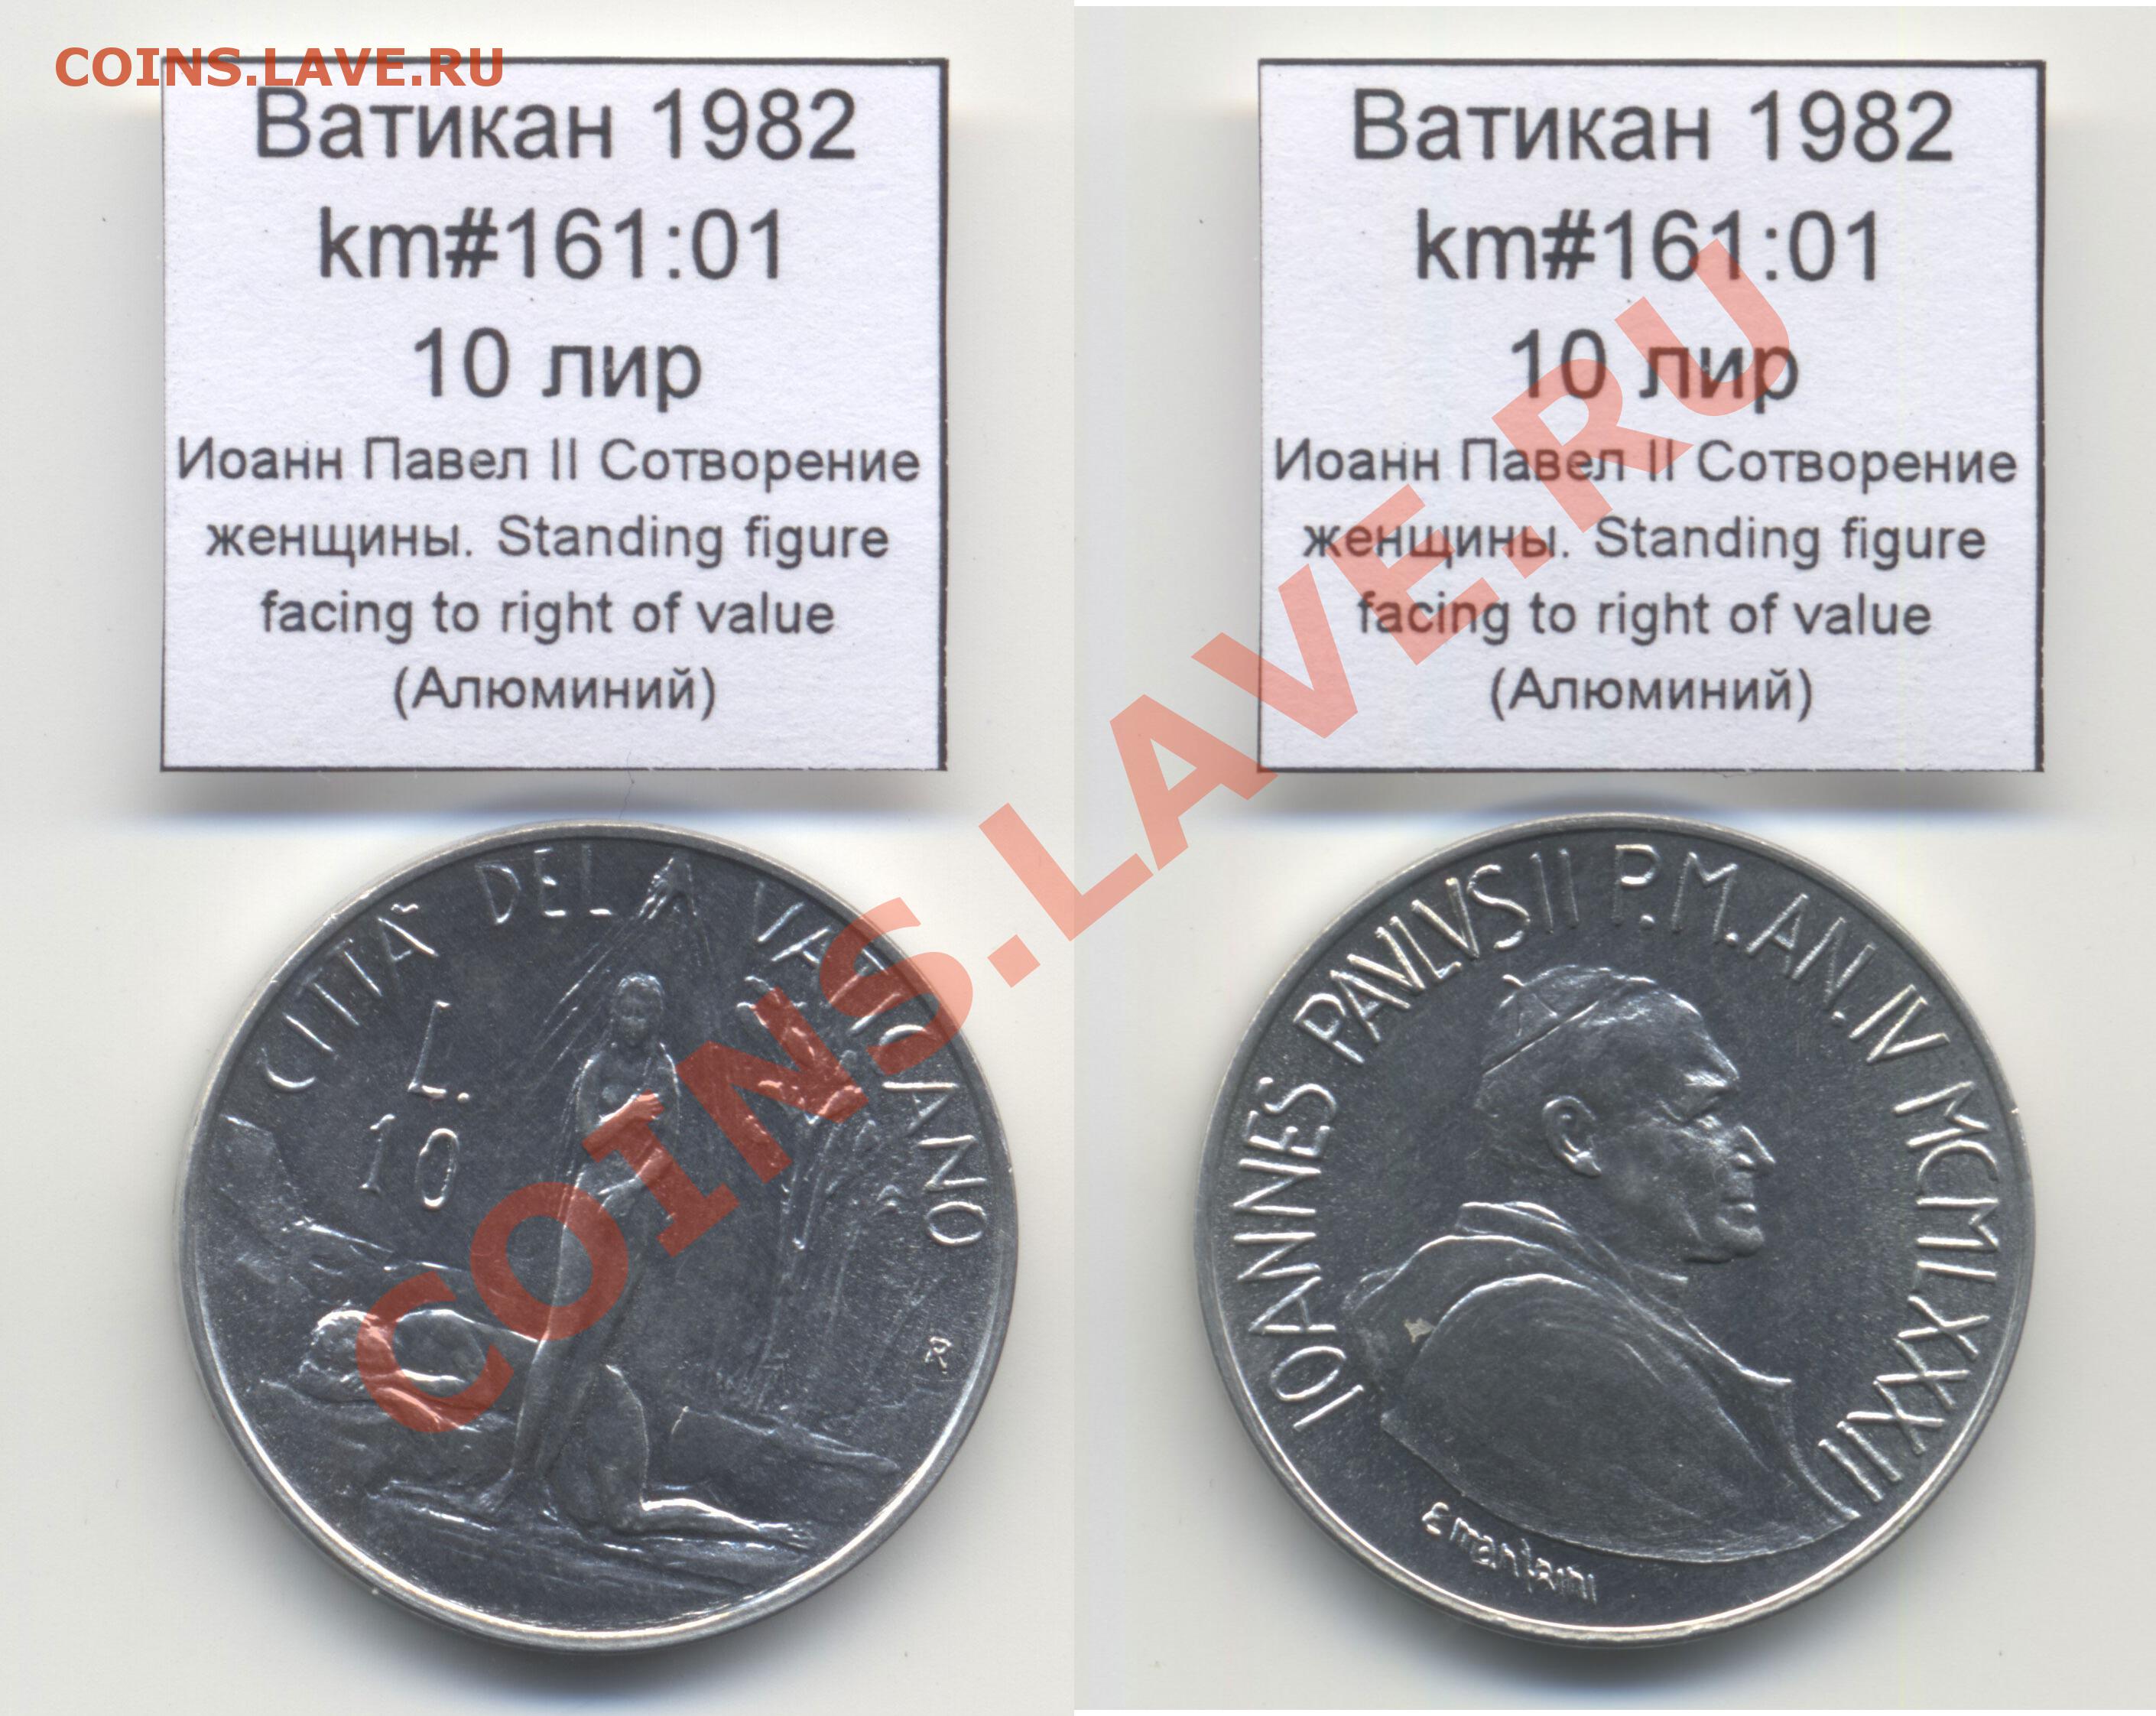 COINS.LAVE.RU
Ватикан 1982
km#161:01
10 лир
Иоанн Павел II Сотворение
женщины. Standing figure
facing to right of value
(Алюминий)
Ватикан 1982
km#161:01
10 лир
Иоанн Павел II Сотворение
женщины. Standing figure
facing to right of value
(Алюминий)
COINS.LAVE.RU
CITTÀ DEL VATICANO
L.
10
R
IOANNES PAVLVS II P.M. AN. IV MCMLXXXII